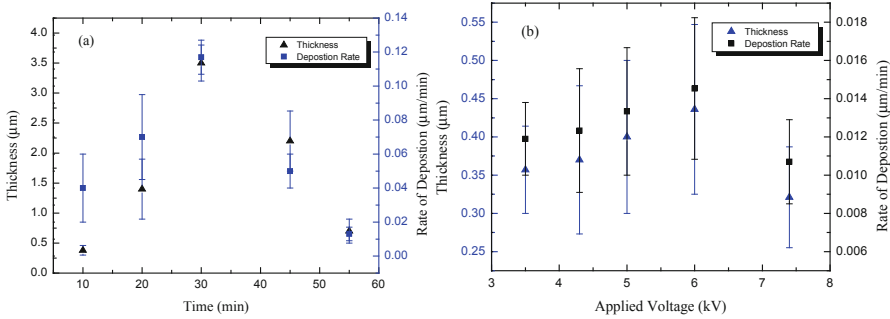 (a)
Thickness
Depostion Rate
4.0
3.5
3.0
2.5
2.0
1.5
1.0
0.5
0.0
Thickness (μm)
0.14
0.12
0.10
0.08
0.06
0.04
0.02
0.00
Rate of Depostion (μm/min)
0 10 20 30 40 50 60
Time (min)
(b)
Thickness
Depostion Rate
0.55
0.50
0.45
0.40
0.35
0.30
0.25
Thickness (μm)
0.018
0.016
0.014
0.012
0.010
0.008
0.006
Rate of Depostion (μm/min)
3 4 5 6 7 8
Applied Voltage (kV)